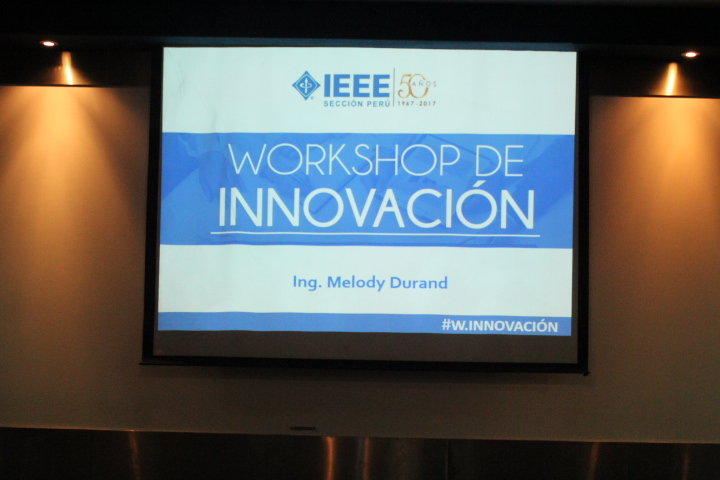 IEEE
SECCIÓN PERÚ
50 AÑOS
1967-2017
WORKSHOP DE
INNOVACIÓN
Ing. Melody Durand
#W.INNOVACIÓN